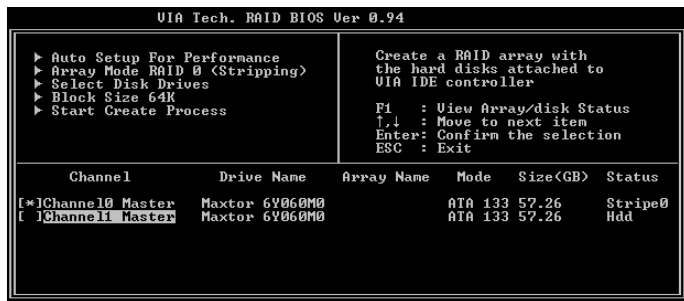 VIA Tech. RAID BIOS Ver 0.94
► Auto Setup For Performance
► Array Mode RAID 0 (Stripping)
► Select Disk Drives
► Block Size 64K
► Start Create Process
Create a RAID array with
the hard disks attached to
VIA IDE controller
F1 : View Array/disk Status
↑,↓ : Move to next item
Enter: Confirm the selection
ESC : Exit
Channel Drive Name Array Name Mode Size(GB) Status
[*]Channel0 Master Maxtor 6Y060M0 ATA 133 57.26 Stripe0
[ ]Channel1 Master Maxtor 6Y060M0 ATA 133 57.26 Hdd